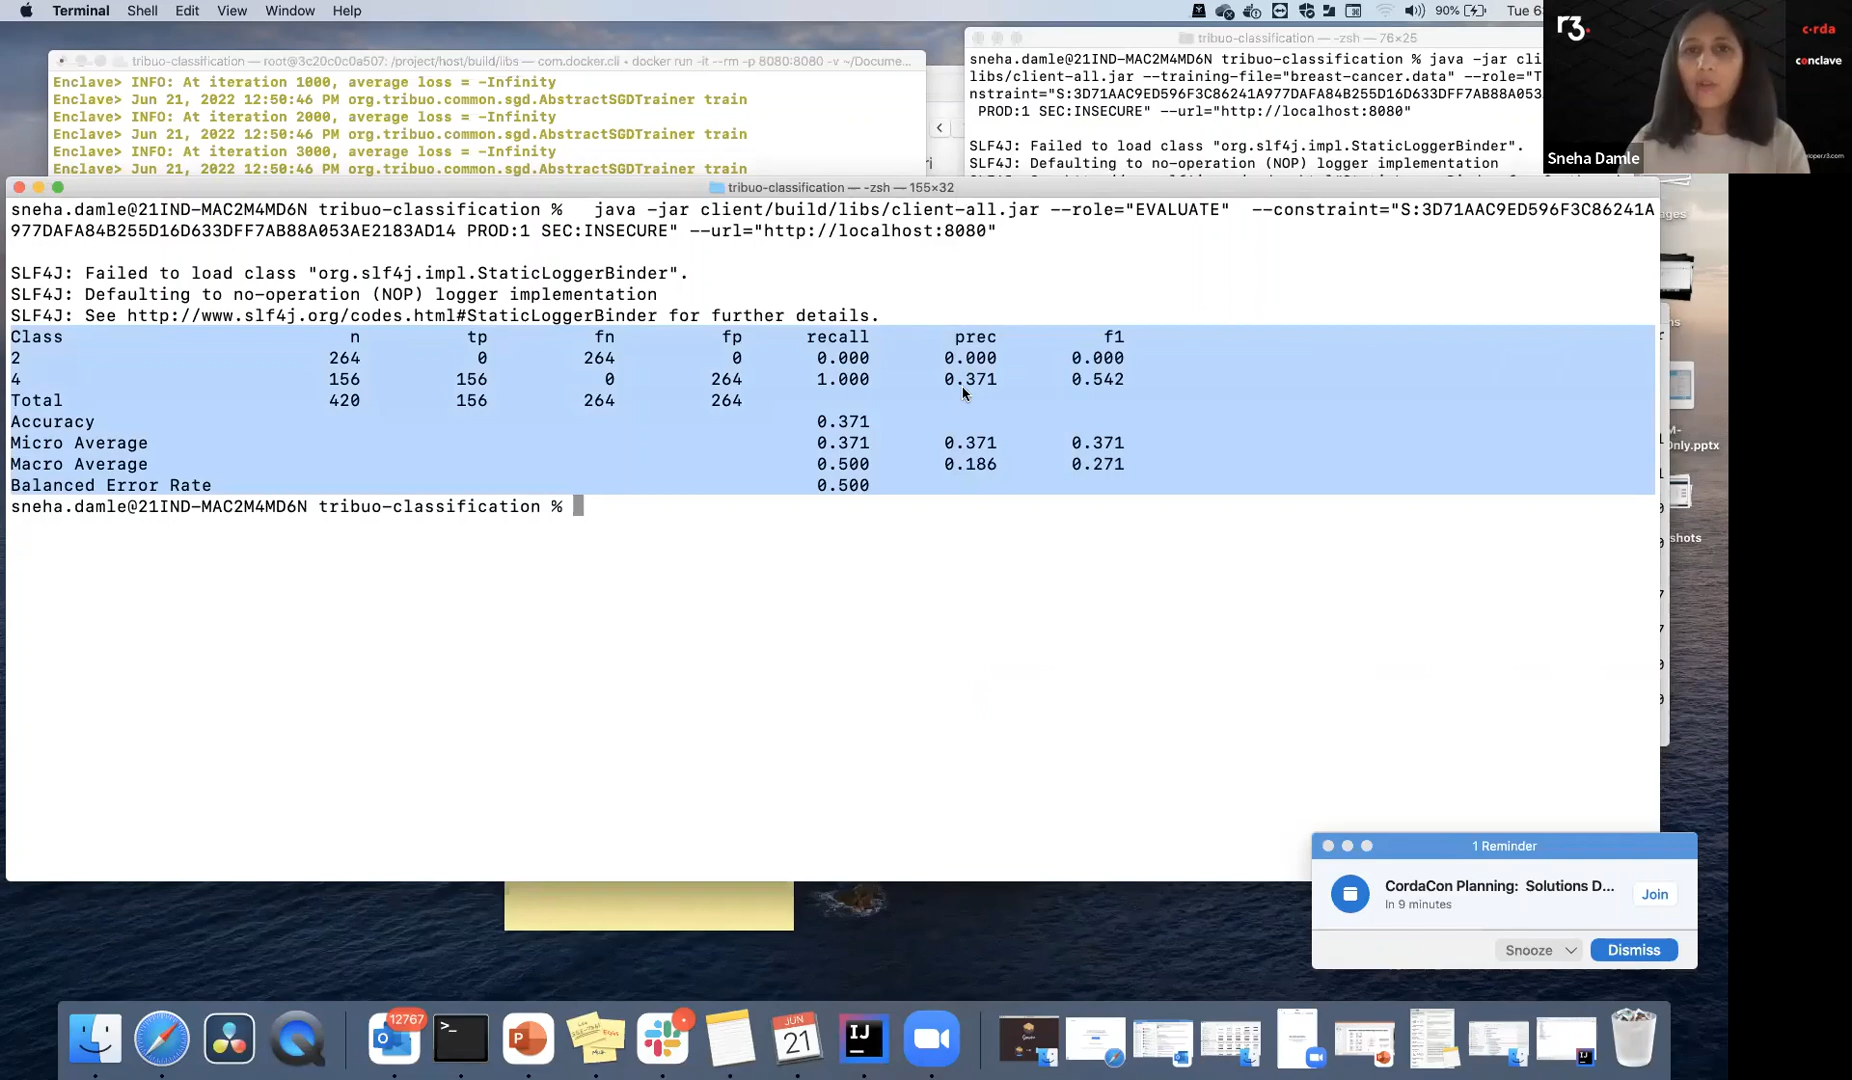 Terminal Shell Edit View Window Help 90% Tue 6
r3. c·rda
conclave
tribuo-classification — root@3c20c0c0a507: /project/host/build/libs — com.docker.cli • docker run -it --rm -p 8080:8080 -v ~/Docume...
Enclave> INFO: At iteration 1000, average loss = -Infinity
Enclave> Jun 21, 2022 12:50:46 PM org.tribuo.common.sgd.AbstractSGDTrainer train
Enclave> INFO: At iteration 2000, average loss = -Infinity
Enclave> Jun 21, 2022 12:50:46 PM org.tribuo.common.sgd.AbstractSGDTrainer train
Enclave> INFO: At iteration 3000, average loss = -Infinity
Enclave> Jun 21, 2022 12:50:46 PM org.tribuo.common.sgd.AbstractSGDTrainer train
tribuo-classification — -zsh — 76×25
sneha.damle@21IND-MAC2M4MD6N tribuo-classification % java -jar cli
libs/client-all.jar --training-file="breast-cancer.data" --role="T
nstraint="S:3D71AAC9ED596F3C86241A977DAFA84B255D16D633DFF7AB88A053
PROD:1 SEC:INSECURE" --url="http://localhost:8080"
SLF4J: Failed to load class "org.slf4j.impl.StaticLoggerBinder".
SLF4J: Defaulting to no-operation (NOP) logger implementation
Sneha Damle
eloper.r3.com
tribuo-classification — -zsh — 155×32
sneha.damle@21IND-MAC2M4MD6N tribuo-classification % java -jar client/build/libs/client-all.jar --role="EVALUATE" --constraint="S:3D71AAC9ED596F3C86241A
977DAFA84B255D16D633DFF7AB88A053AE2183AD14 PROD:1 SEC:INSECURE" --url="http://localhost:8080"
SLF4J: Failed to load class "org.slf4j.impl.StaticLoggerBinder".
SLF4J: Defaulting to no-operation (NOP) logger implementation
SLF4J: See http://www.slf4j.org/codes.html#StaticLoggerBinder for further details.
Class n tp fn fp recall prec f1
2 264 0 264 0 0.000 0.000 0.000
4 156 156 0 264 1.000 0.371 0.542
Total 420 156 264 264
Accuracy 0.371
Micro Average 0.371 0.371 0.371
Macro Average 0.500 0.186 0.271
Balanced Error Rate 0.500
sneha.damle@21IND-MAC2M4MD6N tribuo-classification %
ages
ns
M-
Only.pptx
shots
1 Reminder
CordaCon Planning: Solutions D... Join
In 9 minutes
Snooze Dismiss
12767
JUN
21
IJ